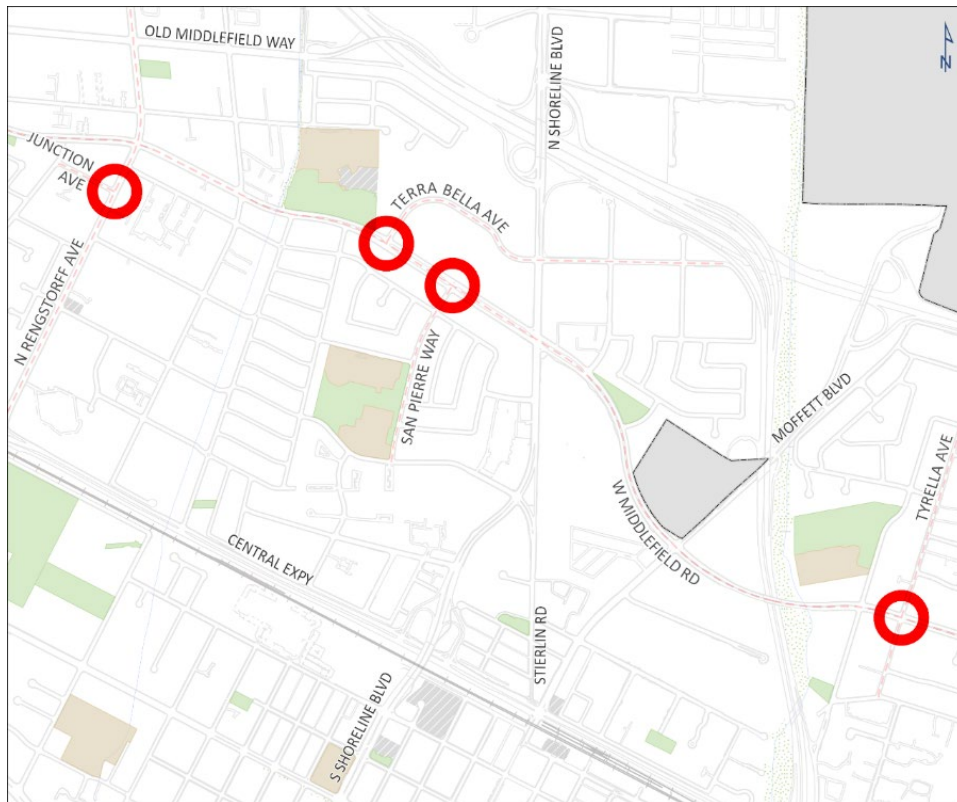 OLD MIDDLEFIELD WAY
N SHORELINE BLVD
JUNCTION
AVE
TERRA BELLA AVE
N RENGSTORFF AVE
SAN PIERRE WAY
MOFFETT BLVD
TYRELLA AVE
W MIDDLEFIELD RD
CENTRAL EXPY
STIERLIN RD
S SHORELINE BLVD